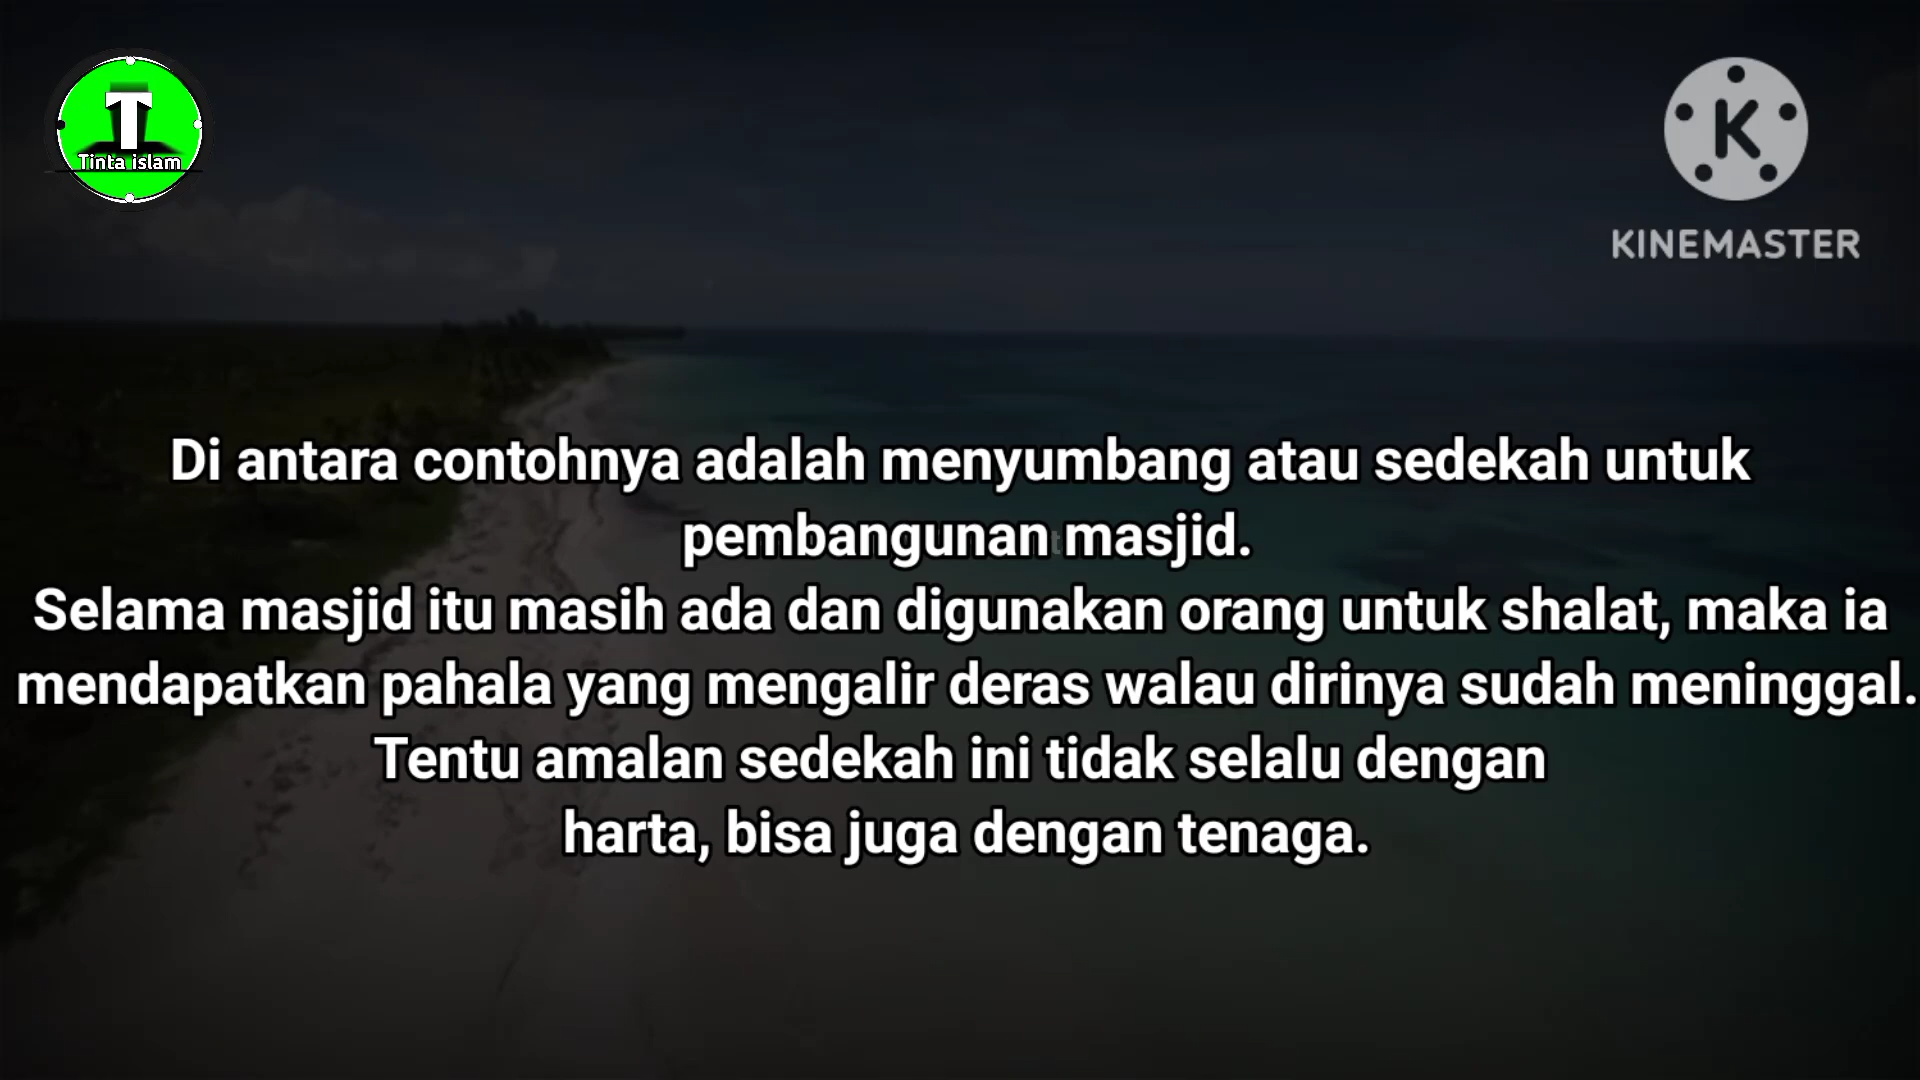 T
Tinta islam
K
KINEMASTER
Di antara contohnya adalah menyumbang atau sedekah untuk
pembangunan masjid.
Selama masjid itu masih ada dan digunakan orang untuk shalat, maka ia
mendapatkan pahala yang mengalir deras walau dirinya sudah meninggal.
Tentu amalan sedekah ini tidak selalu dengan
harta, bisa juga dengan tenaga.